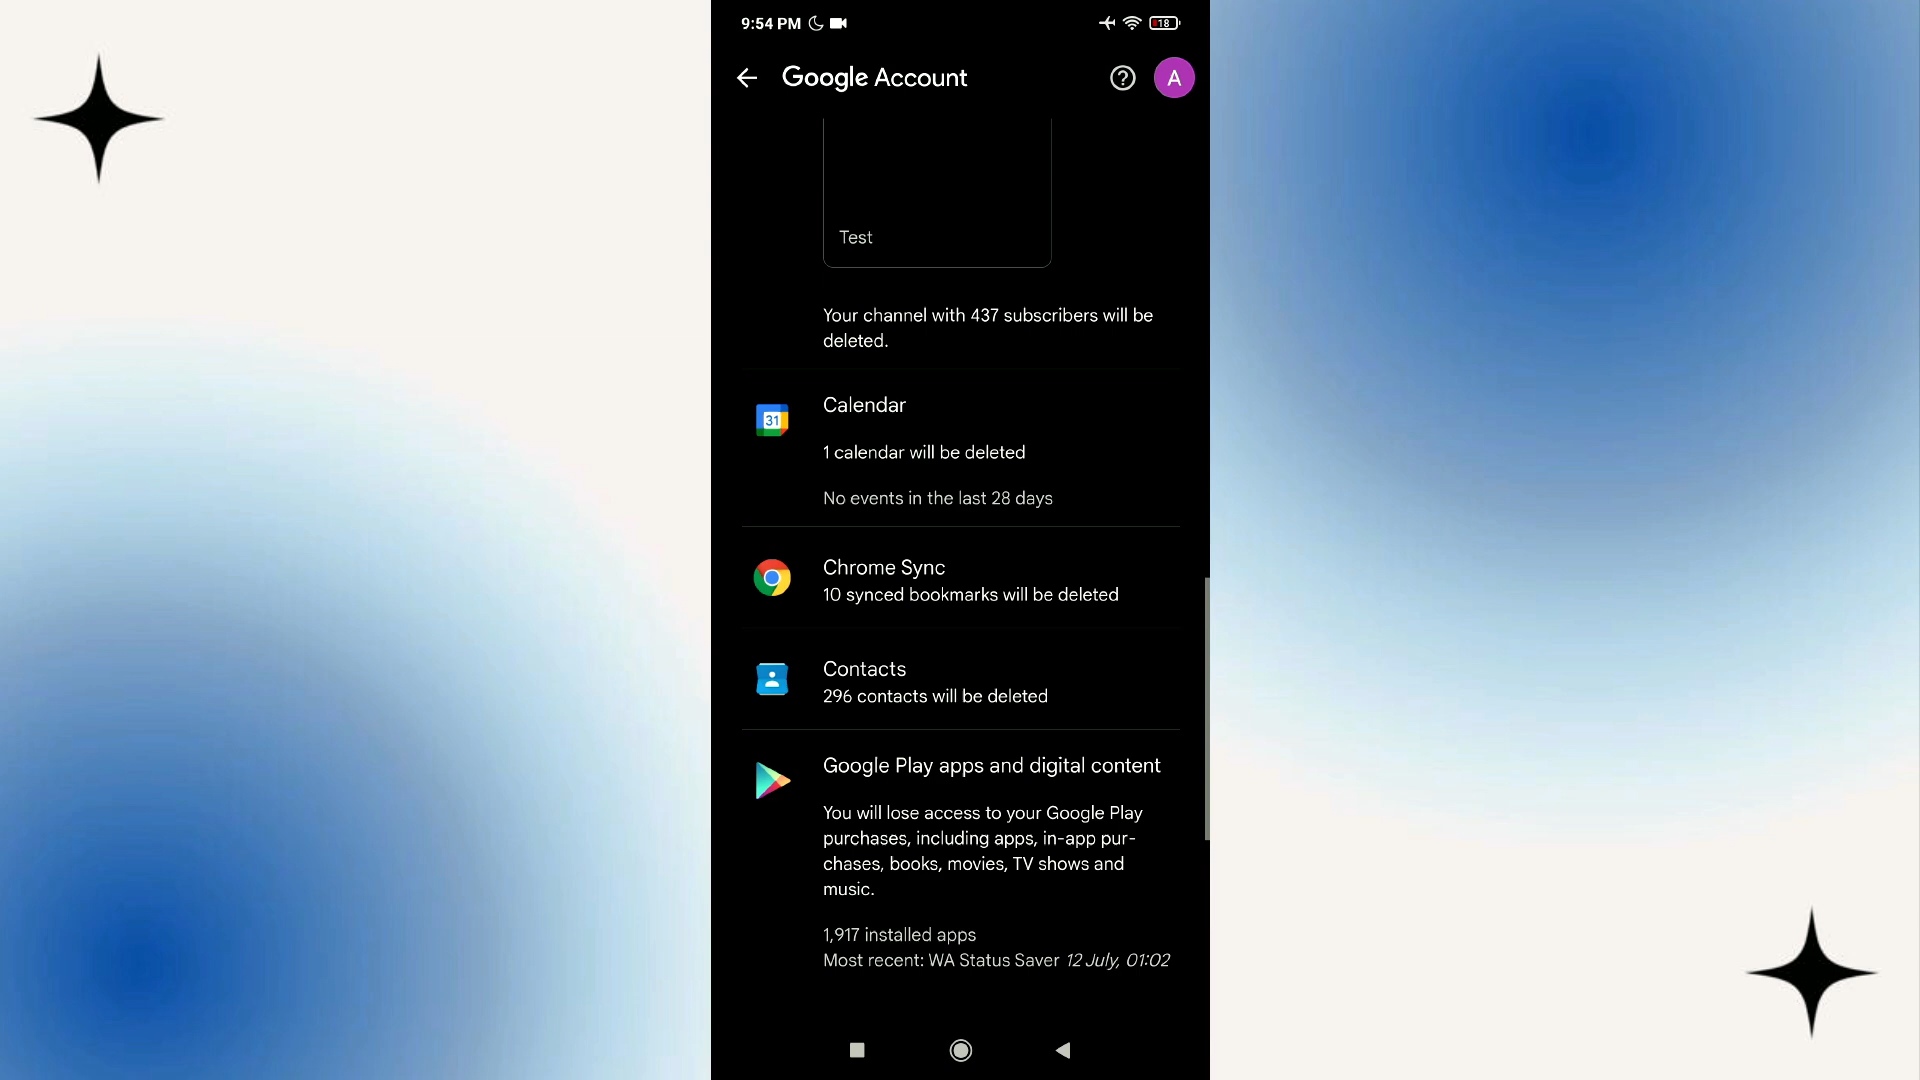 9:54 PM
18
Google Account
A
Test
Your channel with 437 subscribers will be
deleted.
31
Calendar
1 calendar will be deleted
No events in the last 28 days
Chrome Sync
10 synced bookmarks will be deleted
Contacts
296 contacts will be deleted
Google Play apps and digital content
You will lose access to your Google Play
purchases, including apps, in-app pur-
chases, books, movies, TV shows and
music.
1,917 installed apps
Most recent: WA Status Saver 12 July, 01:02